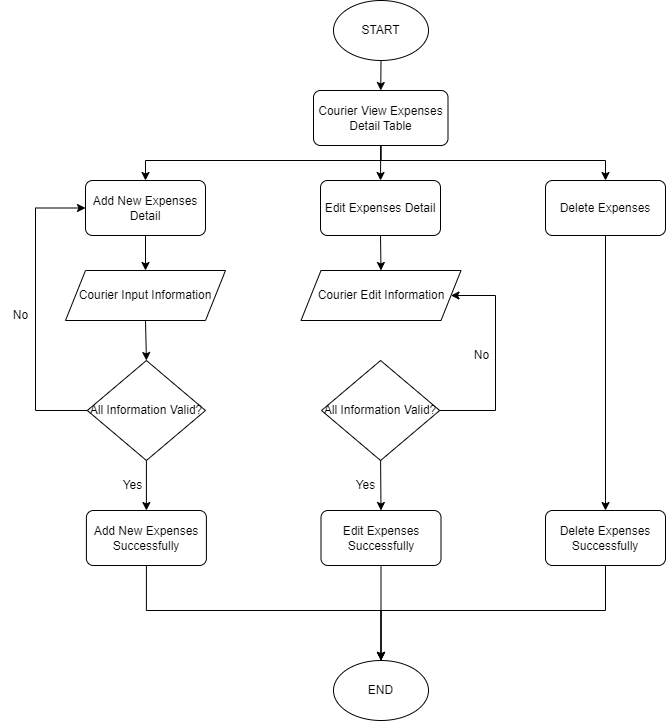 START
Courier View Expenses
Detail Table
Add New Expenses
Detail
Edit Expenses Detail
Delete Expenses
Courier Input Information
Courier Edit Information
No
No
All Information Valid?
All Information Valid?
Yes
Yes
Add New Expenses
Successfully
Edit Expenses
Successfully
Delete Expenses
Successfully
END